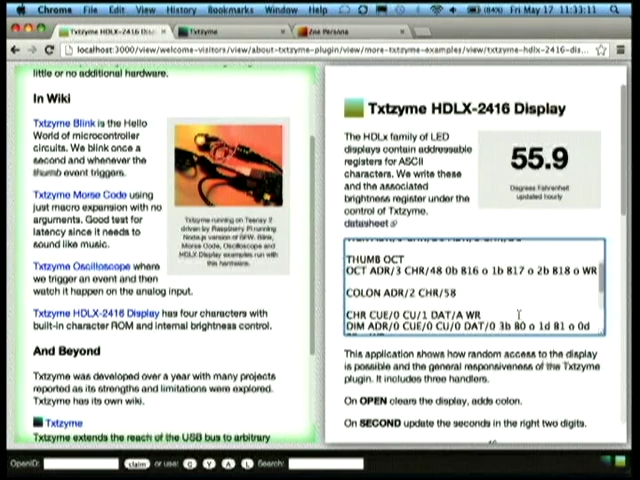 Chrome File Edit View History Bookmarks Window Help (84%) Fri May 17 11:33:11
Txtzyme HDLX-2416 Disp
Txtzyme
localhost:3000/view/welcome-visitors/view/about-txtzyme-plugin/view/more-txtzyme-examples/view/txtzyme-hdlx-2416-dis...
little or no additional hardware.
In Wiki
Txtzyme Blink is the Hello
World of microcontroller
circuits. We blink once a
second and whenever the
thumb event triggers.
Txtzyme Morse Code using
just macro expansion with no
arguments. Good test for
latency since it needs to
sound like music.
Txtzyme running on Teensy 2
driven by Raspberry Pi running
Node.js version of SFW. Blink,
Morse Code, Oscilloscope and
HDLX Display examples run with
this hardware.
Txtzyme Oscilloscope where
we trigger an event and then
watch it happen on the analog input.
Txtzyme HDLX-2416 Display has four characters with
built-in character ROM and internal brightness control.
And Beyond
Txtzyme was developed over a year with many projects
reported as its strengths and limitations were explored.
Txtzyme has its own wiki.
Txtzyme
Txtzyme extends the reach of the USB bus to arbitrary
Txtzyme HDLX-2416 Display
The HDLx family of LED
displays contain addressable
registers for ASCII
characters. We write these
and the associated
brightness register under the
control of Txtzyme.
datasheet
55.9
Degrees Fahrenheit
updated hourly
THUMB OCT
OCT ADR/3 CHR/48 0b 816 o 1b 817 o 2b 818 o WR
COLON ADR/2 CHR/58
CHR CUE/0 CU/1 DAT/A WR
DIM ADR/0 CUE/0 CU/0 DAT/0 3b 80 o 1d 81 o 0d
This application shows how random access to the display
is possible and the general responsiveness of the Txtzyme
plugin. It includes three handlers.
On OPEN clears the display, adds colon.
On SECOND update the seconds in the right two digits.
OpenID: claim or use: G Y A L Search: